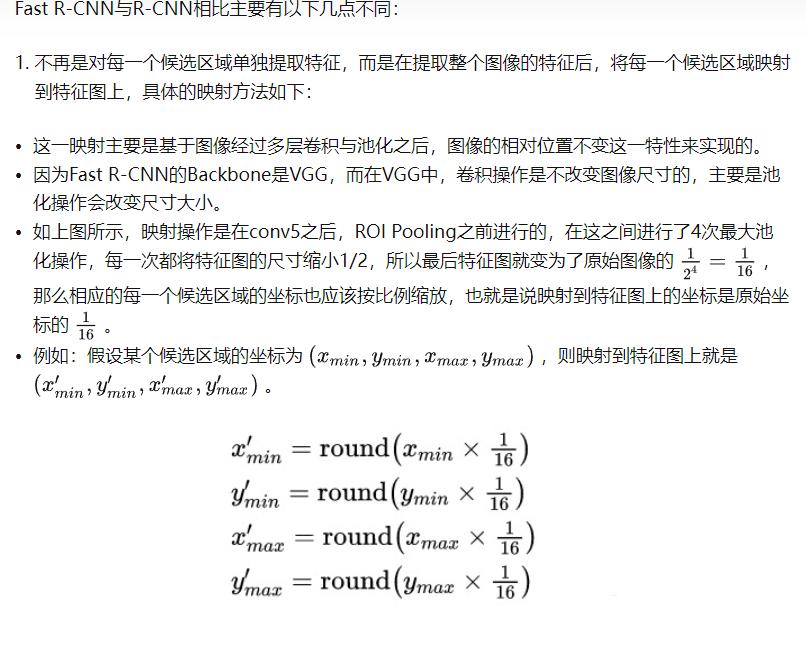 Fast R-CNN与R-CNN相比主要有以下几点不同：
1. 不再是对每一个候选区域单独提取特征，而是在提取整个图像的特征后，将每一个候选区域映射
到特征图上，具体的映射方法如下：
• 这一映射主要是基于图像经过多层卷积与池化之后，图像的相对位置不变这一特性来实现的。
• 因为Fast R-CNN的Backbone是VGG，而在VGG中，卷积操作是不改变图像尺寸的，主要是池
化操作会改变尺寸大小。
• 如上图所示，映射操作是在conv5之后，ROI Pooling之前进行的，在这之间进行了4次最大池
化操作，每一次都将特征图的尺寸缩小1/2，所以最后特征图就变为了原始图像的 $\frac{1}{2^4} = \frac{1}{16}$ ，
那么相应的每一个候选区域的坐标也应该按比例缩放，也就是说映射到特征图上的坐标是原始坐
标的 $\frac{1}{16}$ 。
• 例如：假设某个候选区域的坐标为 $(x_{min}, y_{min}, x_{max}, y_{max})$ ，则映射到特征图上就是
$(x'_{min}, y'_{min}, x'_{max}, y'_{max})$ 。
$x'_{min} = \text{round}(x_{min} \times \frac{1}{16})$
$y'_{min} = \text{round}(y_{min} \times \frac{1}{16})$
$x'_{max} = \text{round}(x_{max} \times \frac{1}{16})$
$y'_{max} = \text{round}(y_{max} \times \frac{1}{16})$